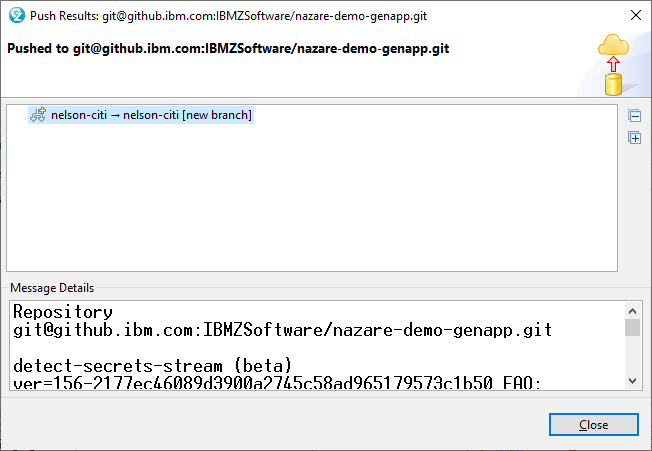 Push Results: git@github.ibm.com:IBMZSoftware/nazare-demo-genapp.git
Pushed to git@github.ibm.com:IBMZSoftware/nazare-demo-genapp.git
nelson-citi → nelson-citi [new branch]
Message Details
Repository
git@github.ibm.com:IBMZSoftware/nazare-demo-genapp.git
detect-secrets-stream (beta)
ver=156-2177ec46089d3900a2745c58ad965179573c1b50 FAQ:
Close